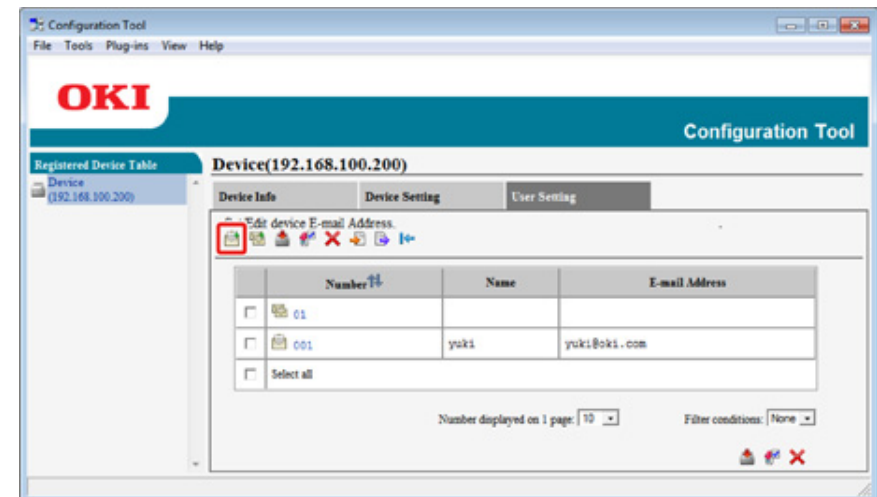 Configuration Tool
File Tools Plug-ins View Help
OKI
Configuration Tool
Registered Device Table
Device
(192.168.100.200)
Device(192.168.100.200)
Device Info Device Setting User Setting
Edit device E-mail Address.
Number Name E-mail Address
01
001 yuki yuki@oki.com
Select all
Number displayed on 1 page: 10 Filter conditions: None